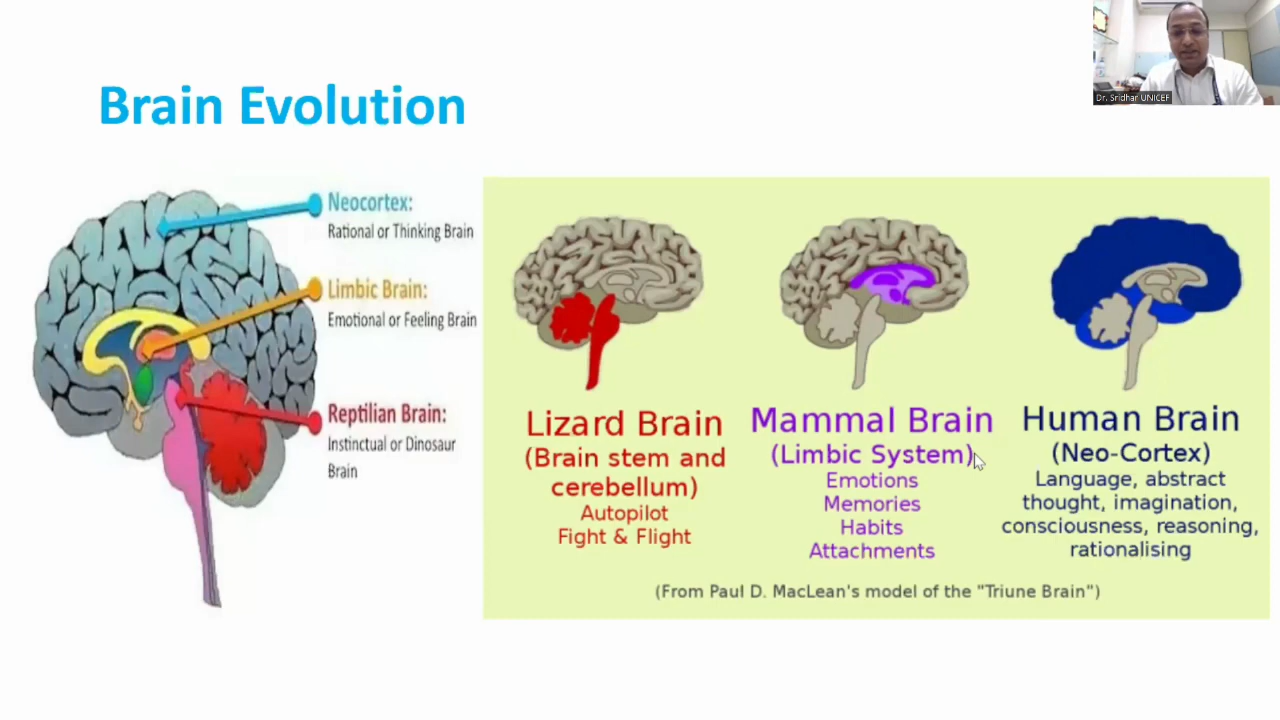 Dr. Sridhar UNICEF
Brain Evolution
Neocortex:
Rational or Thinking Brain
Limbic Brain:
Emotional or Feeling Brain
Reptilian Brain:
Instinctual or Dinosaur
Brain
Lizard Brain
(Brain stem and
cerebellum)
Autopilot
Fight & Flight
Mammal Brain
(Limbic System)
Emotions
Memories
Habits
Attachments
Human Brain
(Neo-Cortex)
Language, abstract
thought, imagination,
consciousness, reasoning,
rationalising
(From Paul D. MacLean's model of the "Triune Brain")